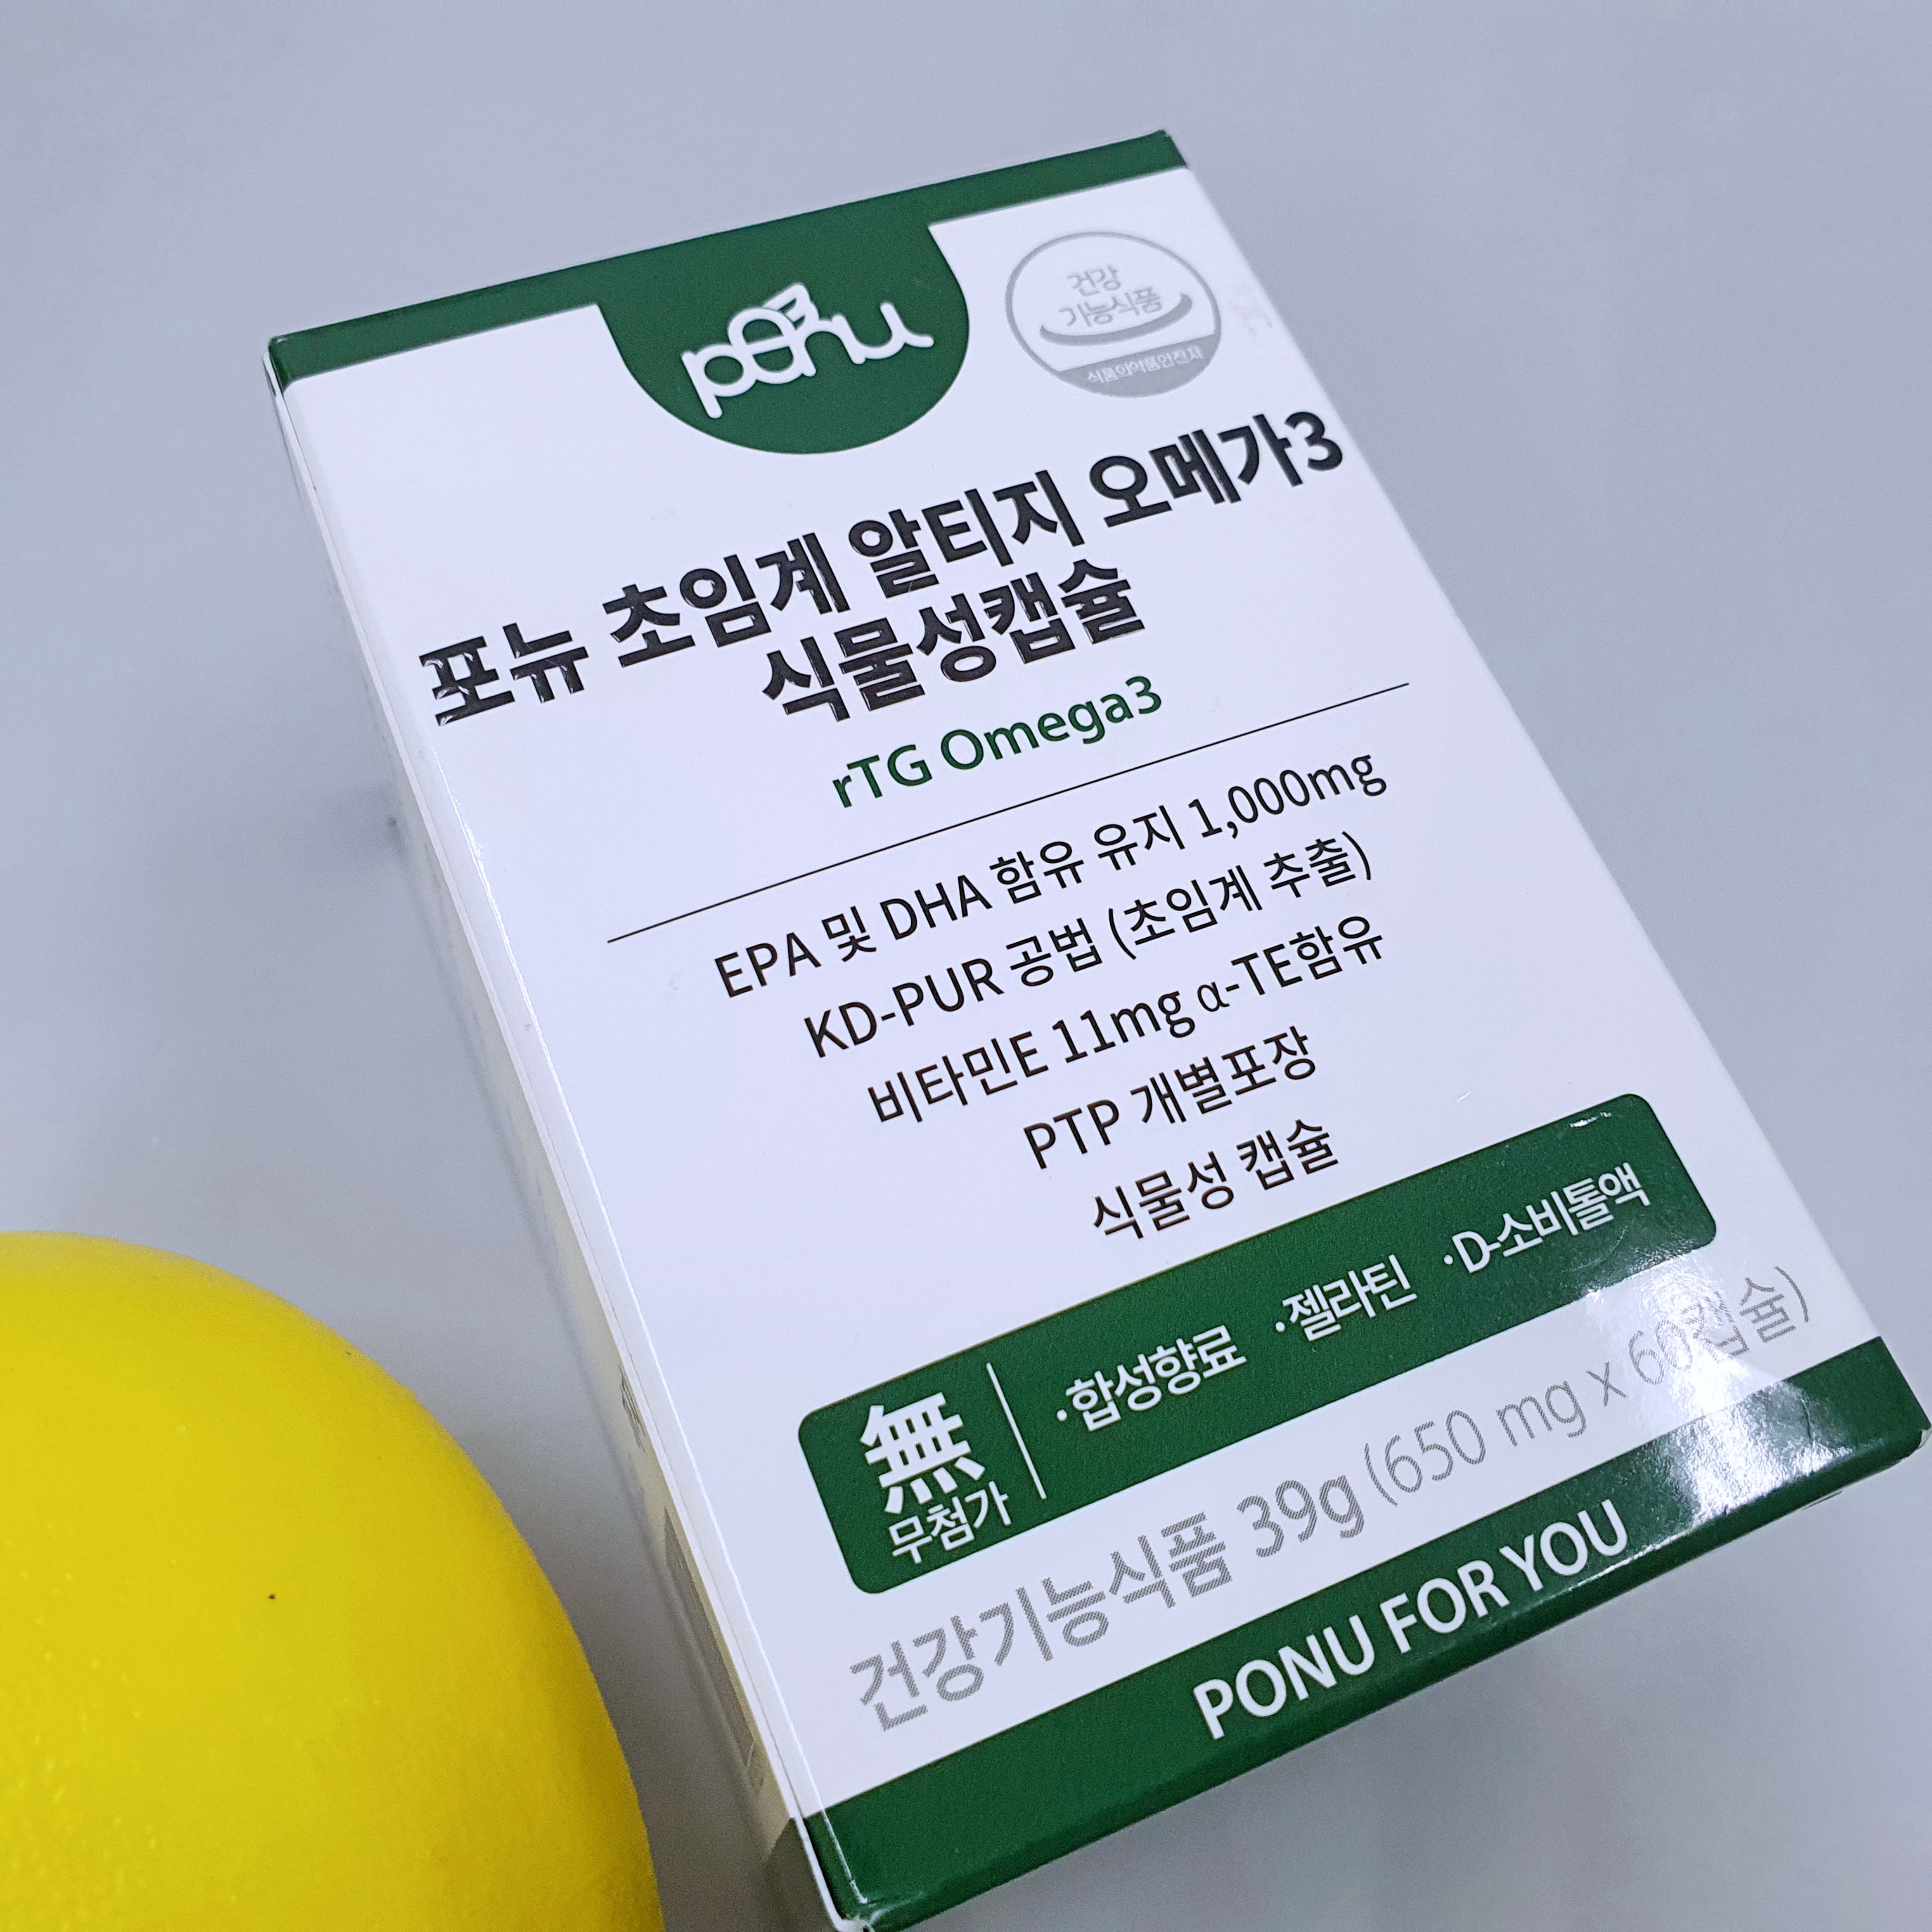 ponu
건강
기능식품
식품의약품안전처
포뉴 초임계 알티지 오메가3
식물성캡슐
rTG Omega3
EPA 및 DHA 함유 유지 1,000mg
KD-PUR 공법 (초임계 추출)
비타민E 11mg α-TE함유
PTP 개별포장
식물성 캡슐
無
무첨가
·합성향료 ·젤라틴 ·D-소비톨액
건강기능식품 39g (650 mg x 60캡슐)
PONU FOR YOU